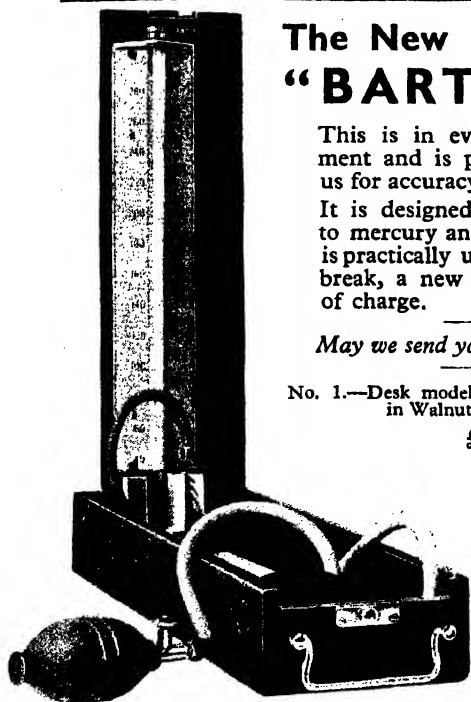 The New
“BART
This is in ev
ment and is p
us for accuracy
It is designed
to mercury an
is practically u
break, a new
of charge.
May we send yo
No. 1.—Desk model
in Walnut
£